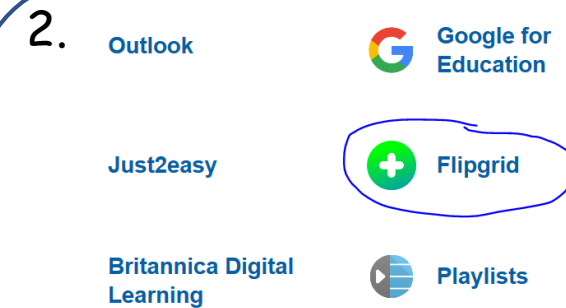 2.
Outlook
Google for
Education
Just2easy
Flipgrid
Britannica Digital
Learning
Playlists